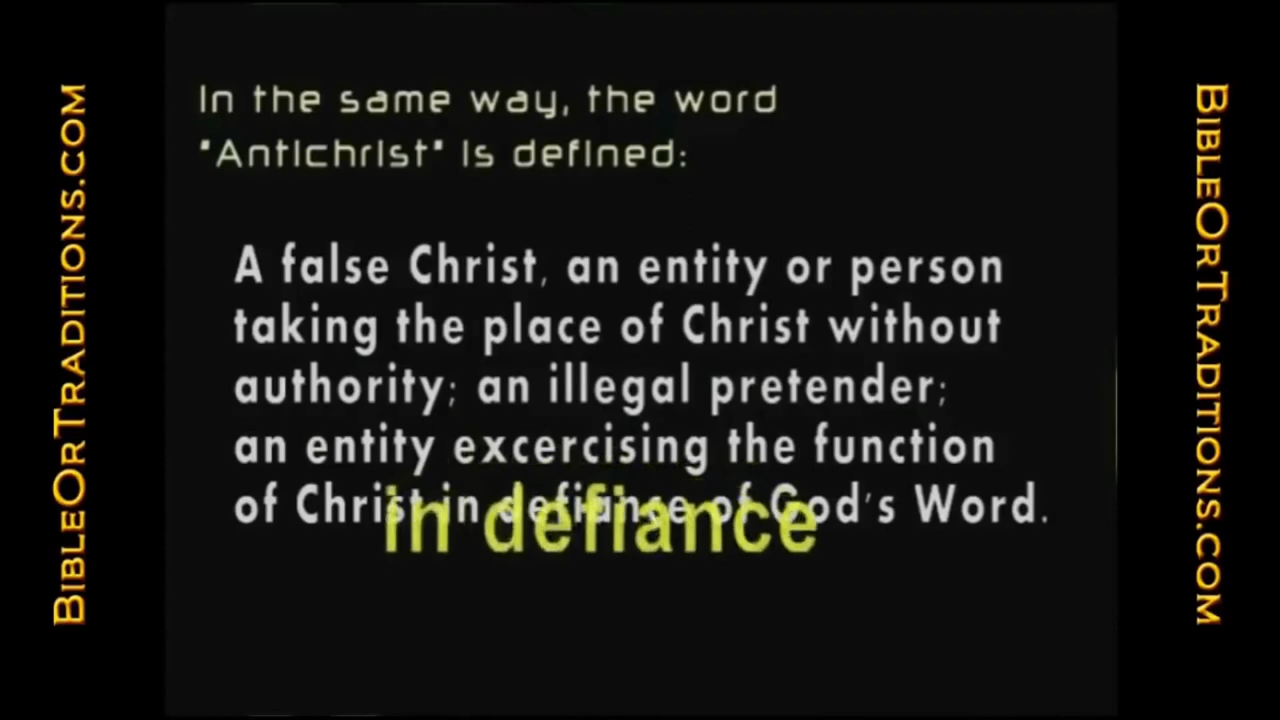 BIBLEORTRADITIONS.COM
In the same way, the word
"Antichrist" is defined:
A false Christ, an entity or person
taking the place of Christ without
authority; an illegal pretender;
an entity excercising the function
of Christ in defiance of God's Word.
in defiance
BIBLEORTRADITIONS.COM